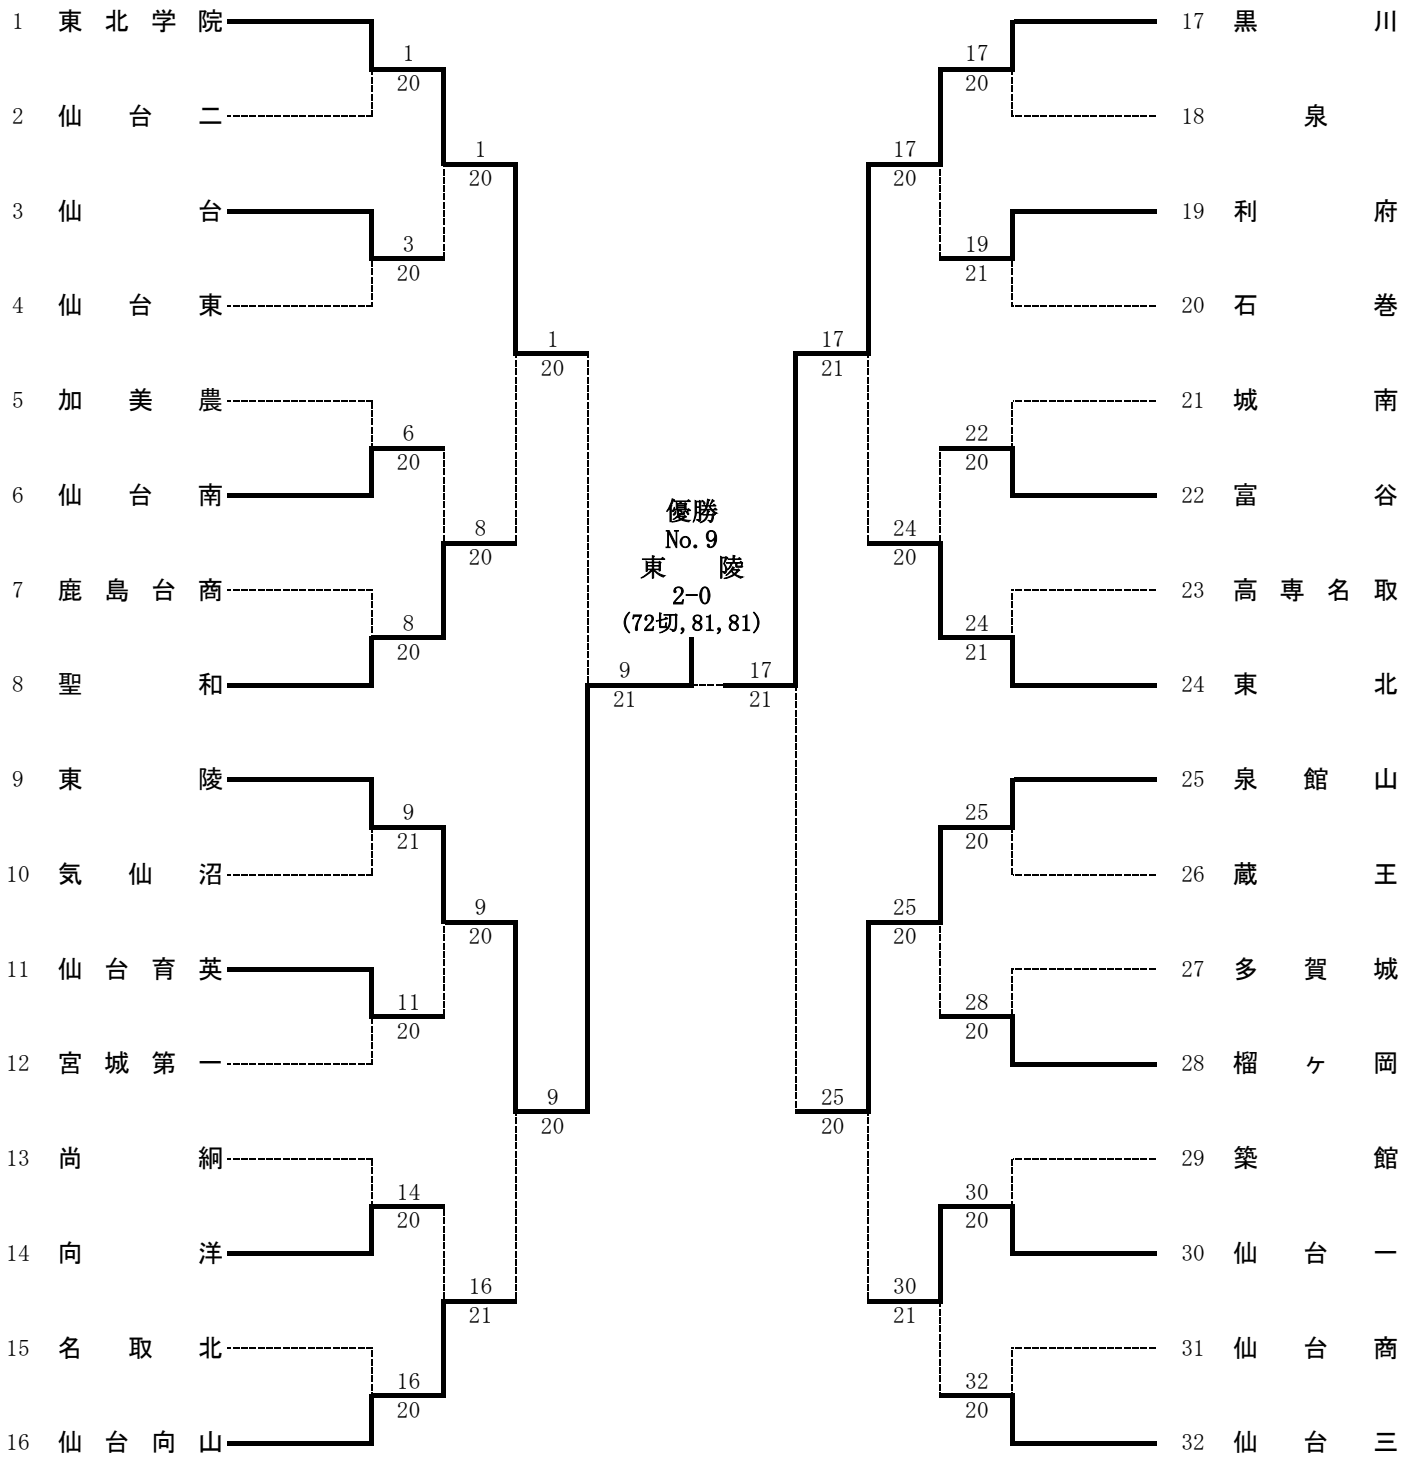 1 東北学院
1
20
2 仙台二
1
20
3 仙台
3
20
4 仙台東
1
20
5 加美農
6
20
6 仙台南
8
20
7 鹿島台商
8
20
8 聖和
9
21
9 東陵
9
21
10 気仙沼
9
20
11 仙台育英
11
20
12 宮城第一
9
20
13 尚絅
14
20
14 向洋
16
21
15 名取北
16
20
16 仙台向山
優勝
No.9
東陵
2-0
(72切,81,81)
17 黒川
17
20
18 泉
17
20
19 利府
19
21
20 石巻
17
21
21 城南
22
20
22 富谷
24
20
23 高専名取
24
21
24 東北
17
21
25 泉館山
25
20
26 蔵王
25
20
27 多賀城
28
20
28 榴ヶ岡
25
20
29 築館
30
20
30 仙台一
30
21
31 仙台商
32
20
32 仙台三